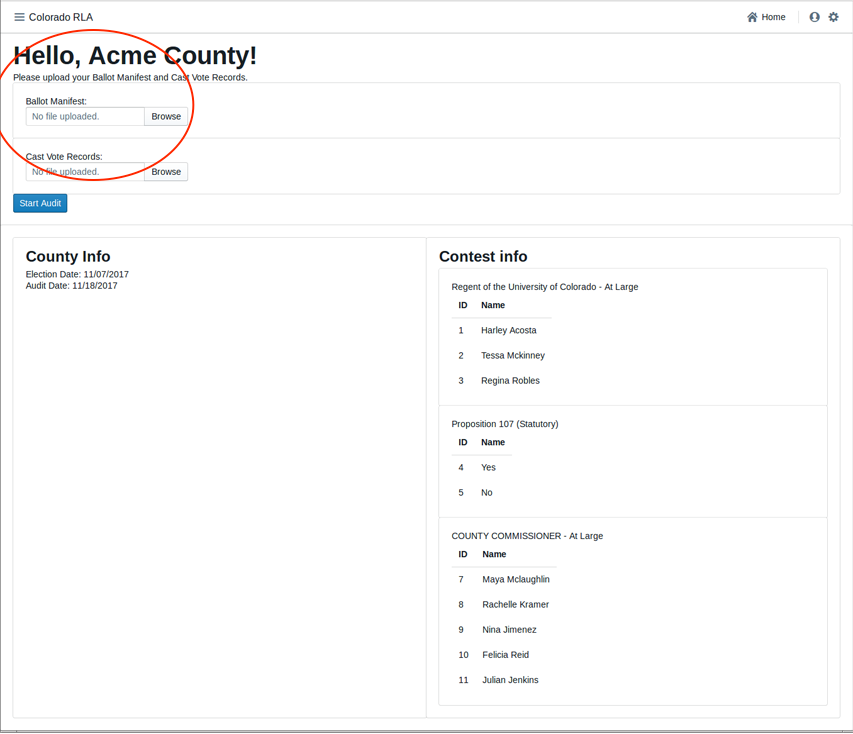 Colorado RLA Home
Hello, Acme County!
Please upload your Ballot Manifest and Cast Vote Records.
Ballot Manifest:
No file uploaded. Browse
Cast Vote Records:
No file uploaded. Browse
Start Audit
County Info
Election Date: 11/07/2017
Audit Date: 11/18/2017
Contest info
Regent of the University of Colorado - At Large
ID Name
1 Harley Acosta
2 Tessa Mckinney
3 Regina Robles
Proposition 107 (Statutory)
ID Name
4 Yes
5 No
COUNTY COMMISSIONER - At Large
ID Name
7 Maya Mclaughlin
8 Rachelle Kramer
9 Nina Jimenez
10 Felicia Reid
11 Julian Jenkins